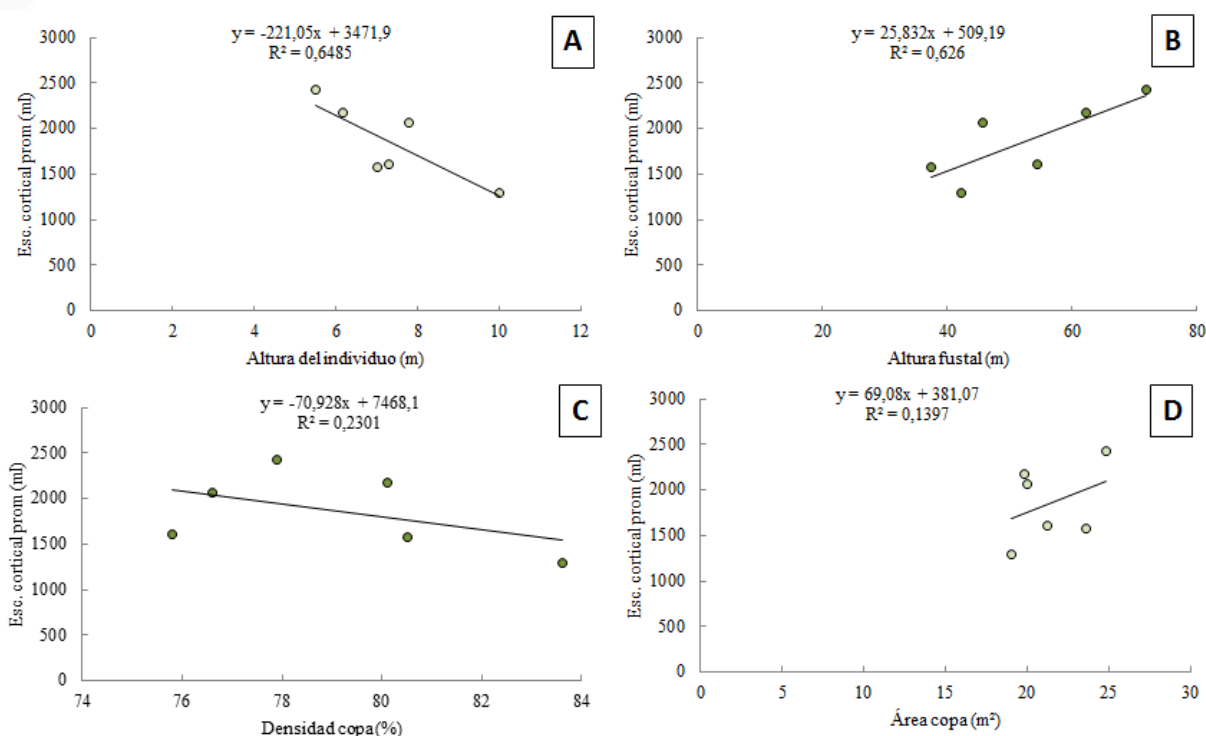 y = -221,05x + 3471,9
R² = 0,6485
A
3000
2500
2000
1500
1000
500
0
Esc. cortical prom (ml)
0 2 4 6 8 10 12
Altura del individuo (m)
y = 25,832x + 509,19
R² = 0,626
B
3000
2500
2000
1500
1000
500
0
Esc. cortical prom (ml)
0 20 40 60 80
Altura fustal (m)
y = -70,928x + 7468,1
R² = 0,2301
C
3000
2500
2000
1500
1000
500
0
Esc. cortical prom (ml)
74 76 78 80 82 84
Densidad copa (%)
y = 69,08x + 381,07
R² = 0,1397
D
3000
2500
2000
1500
1000
500
0
Esc. cortical prom (ml)
0 5 10 15 20 25 30
Área copa (m²)